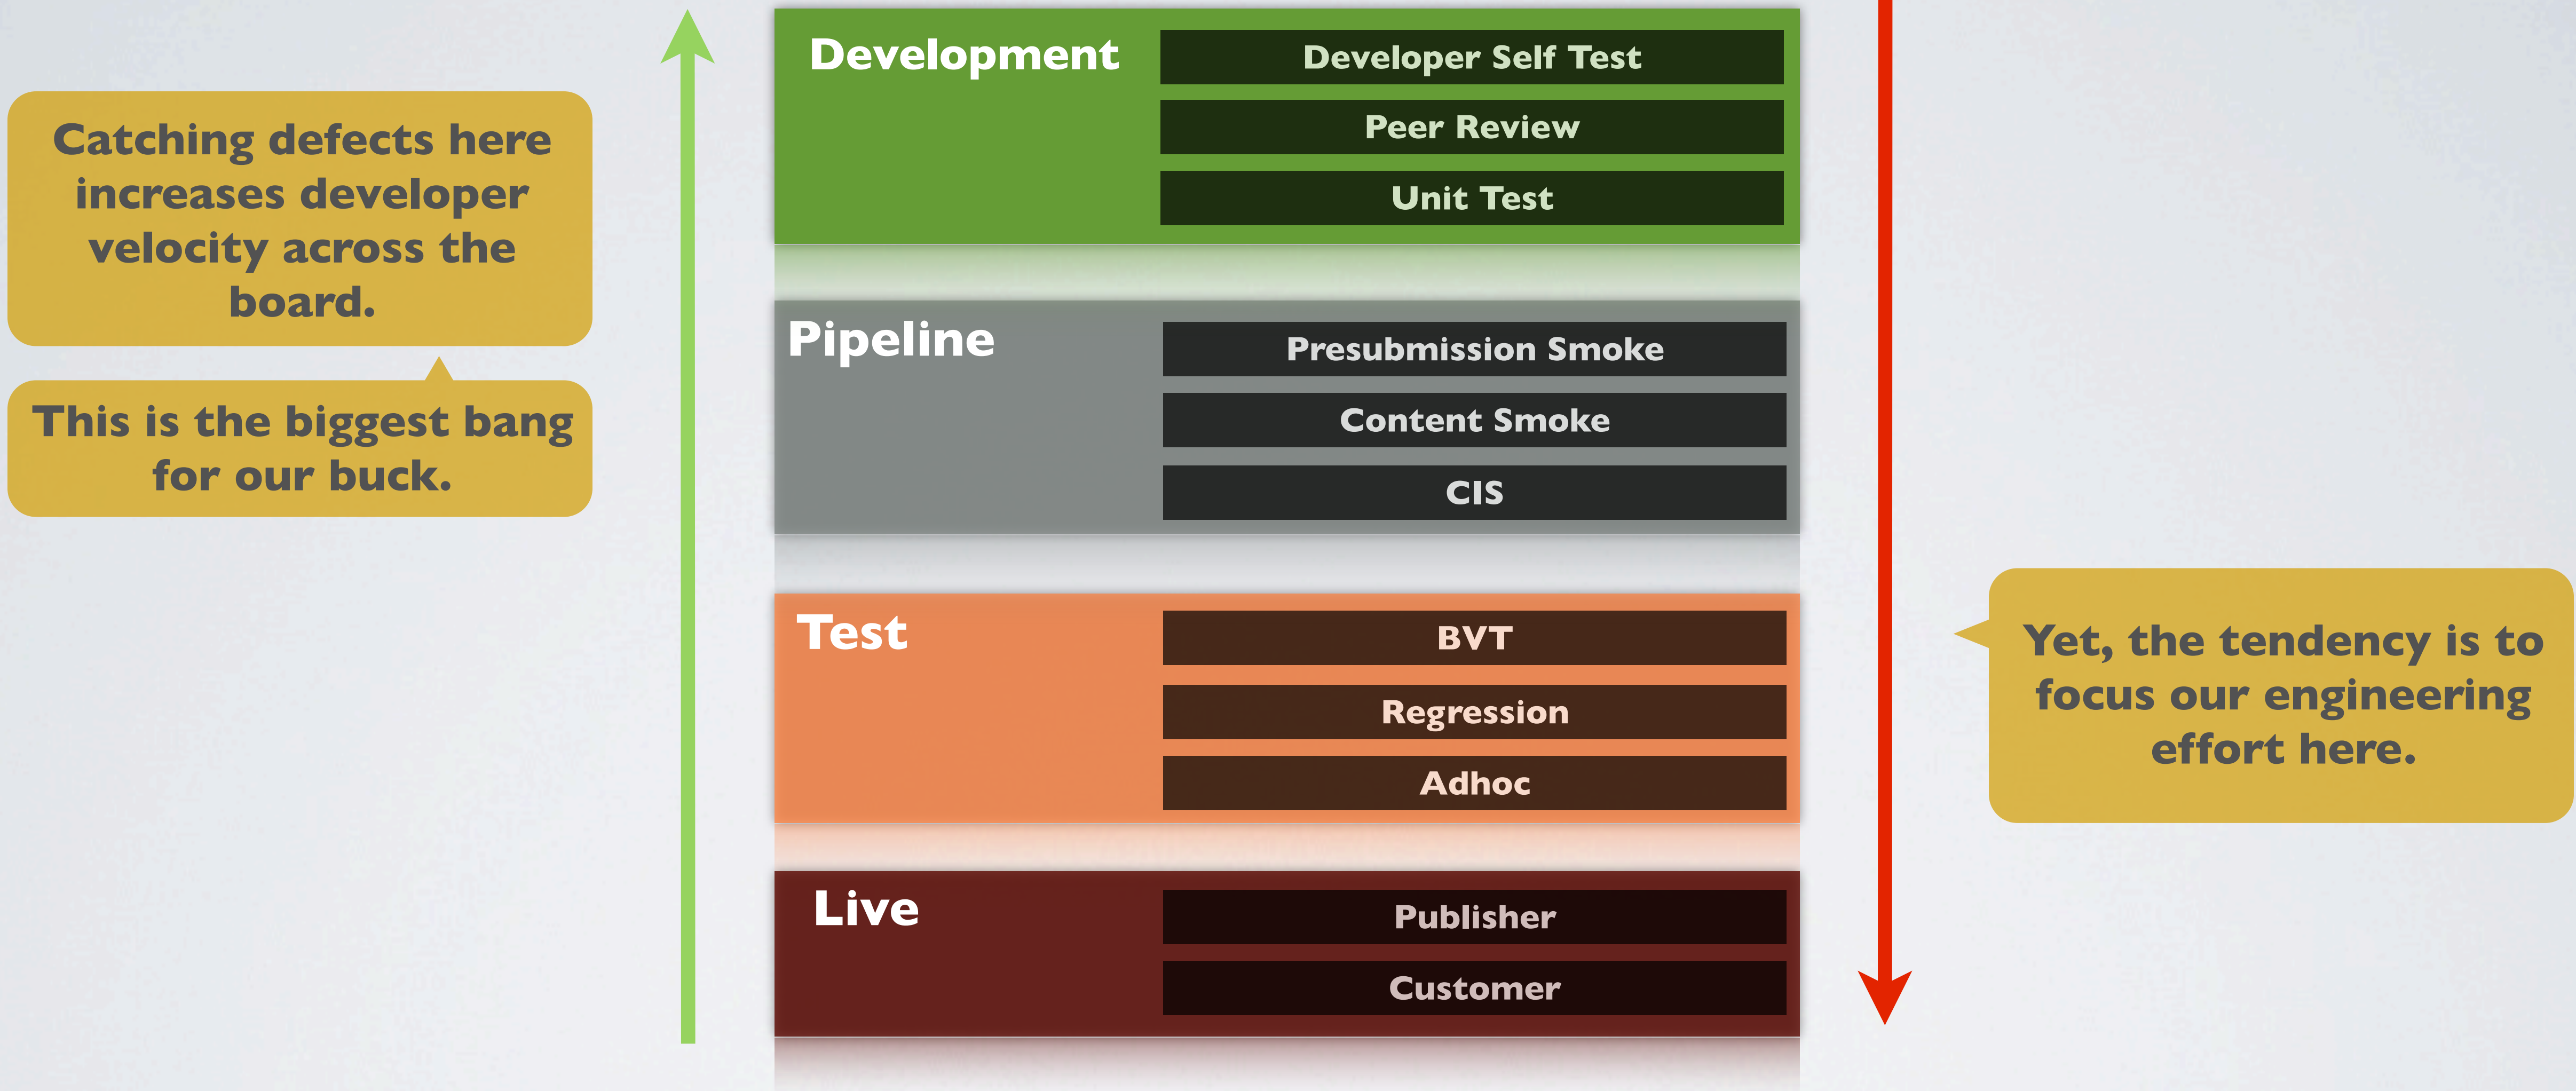 Development
Developer Self Test
Peer Review
Unit Test
Catching defects here
increases developer
velocity across the
board.
This is the biggest bang
for our buck.
Pipeline
Presubmission Smoke
Content Smoke
CIS
Test
BVT
Regression
Adhoc
Yet, the tendency is to
focus our engineering
effort here.
Live
Publisher
Customer